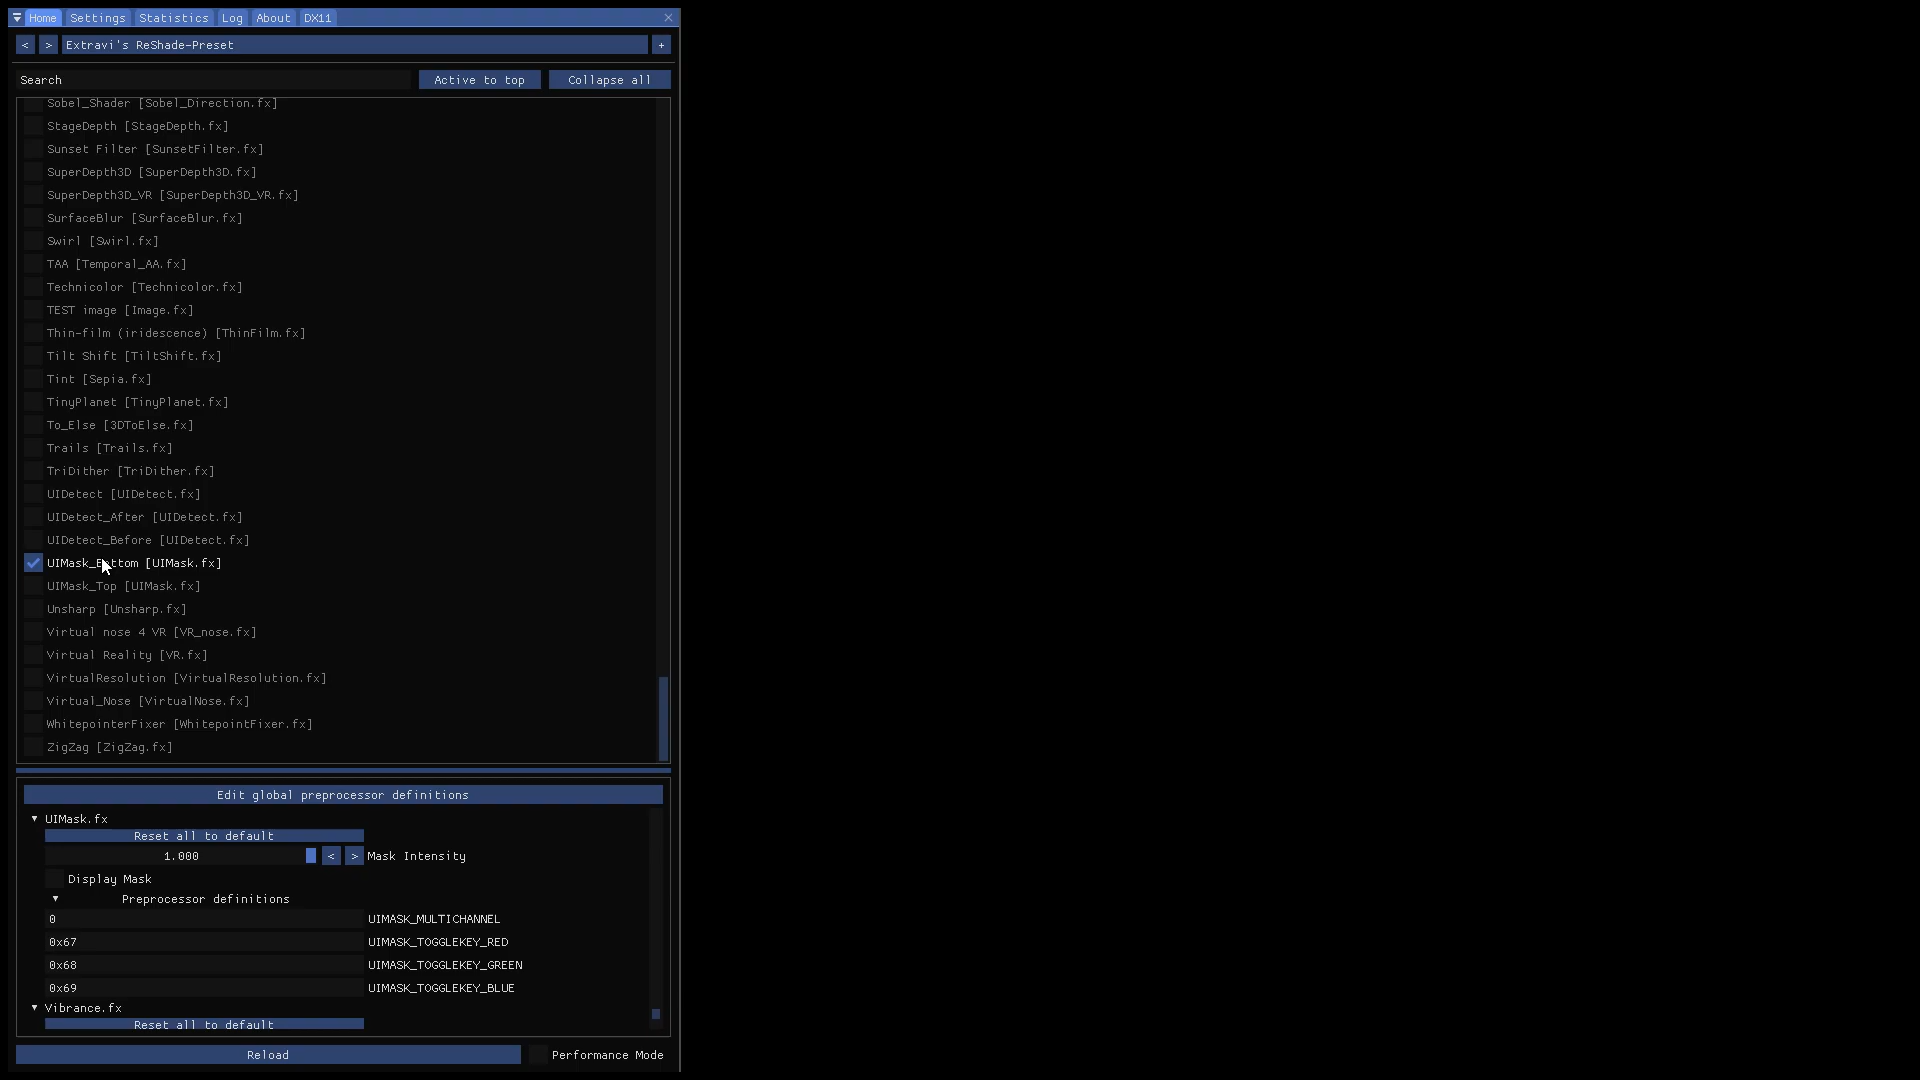 Home Settings Statistics Log About DX11
< > Extravi's ReShade-Preset +
Search Active to top Collapse all
Sobel_Shader [Sobel_Direction.fx]
StageDepth [StageDepth.fx]
Sunset Filter [SunsetFilter.fx]
SuperDepth3D [SuperDepth3D.fx]
SuperDepth3D_VR [SuperDepth3D_VR.fx]
SurfaceBlur [SurfaceBlur.fx]
Swirl [Swirl.fx]
TAA [Temporal_AA.fx]
Technicolor [Technicolor.fx]
TEST image [Image.fx]
Thin-film (iridescence) [ThinFilm.fx]
Tilt Shift [TiltShift.fx]
Tint [Sepia.fx]
TinyPlanet [TinyPlanet.fx]
To_Else [3DToElse.fx]
Trails [Trails.fx]
TriDither [TriDither.fx]
UIDetect [UIDetect.fx]
UIDetect_After [UIDetect.fx]
UIDetect_Before [UIDetect.fx]
UIMask_Bottom [UIMask.fx]
UIMask_Top [UIMask.fx]
Unsharp [Unsharp.fx]
Virtual nose 4 VR [VR_nose.fx]
Virtual Reality [VR.fx]
VirtualResolution [VirtualResolution.fx]
Virtual_Nose [VirtualNose.fx]
WhitepointerFixer [WhitepointFixer.fx]
ZigZag [ZigZag.fx]
Edit global preprocessor definitions
UIMask.fx
Reset all to default
1.000 < > Mask Intensity
Display Mask
Preprocessor definitions
0 UIMASK_MULTICHANNEL
0x67 UIMASK_TOGGLEKEY_RED
0x68 UIMASK_TOGGLEKEY_GREEN
0x69 UIMASK_TOGGLEKEY_BLUE
Vibrance.fx
Reset all to default
Reload Performance Mode